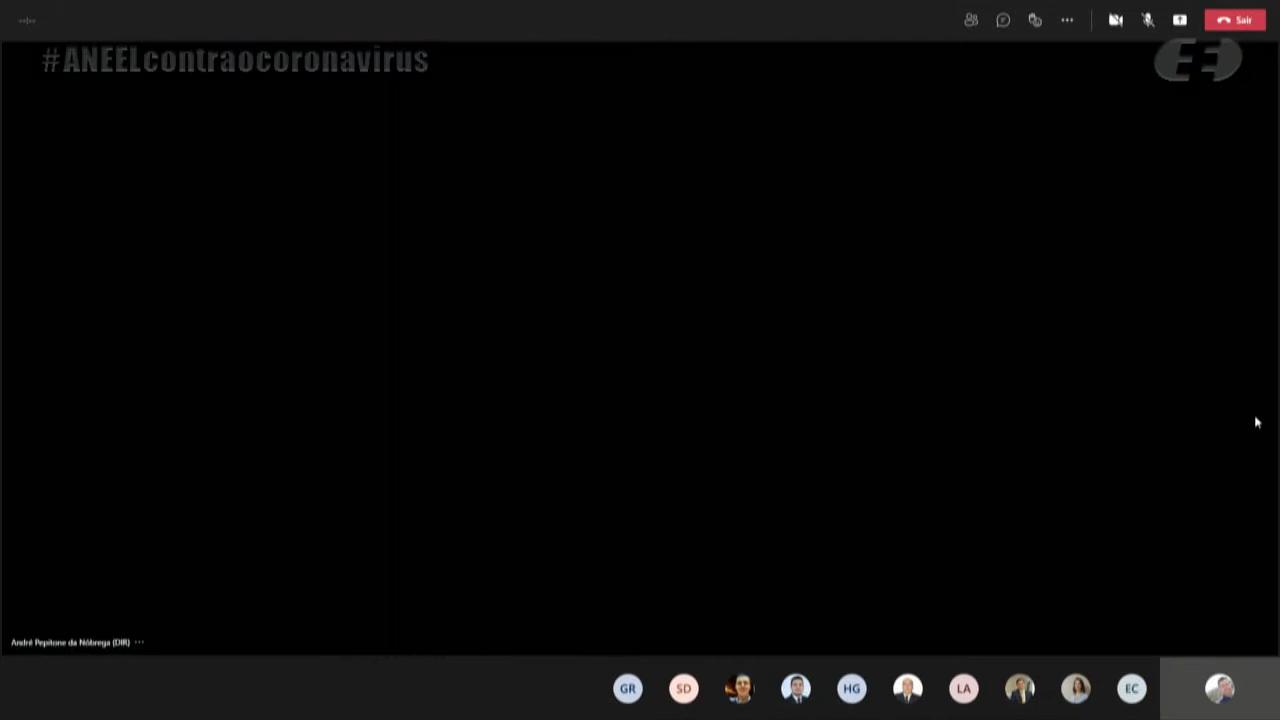 Sair
#ANEELcontraocoronavirus
André Pepitone da Nóbrega (DIR) ···
GR SD HG LA EC